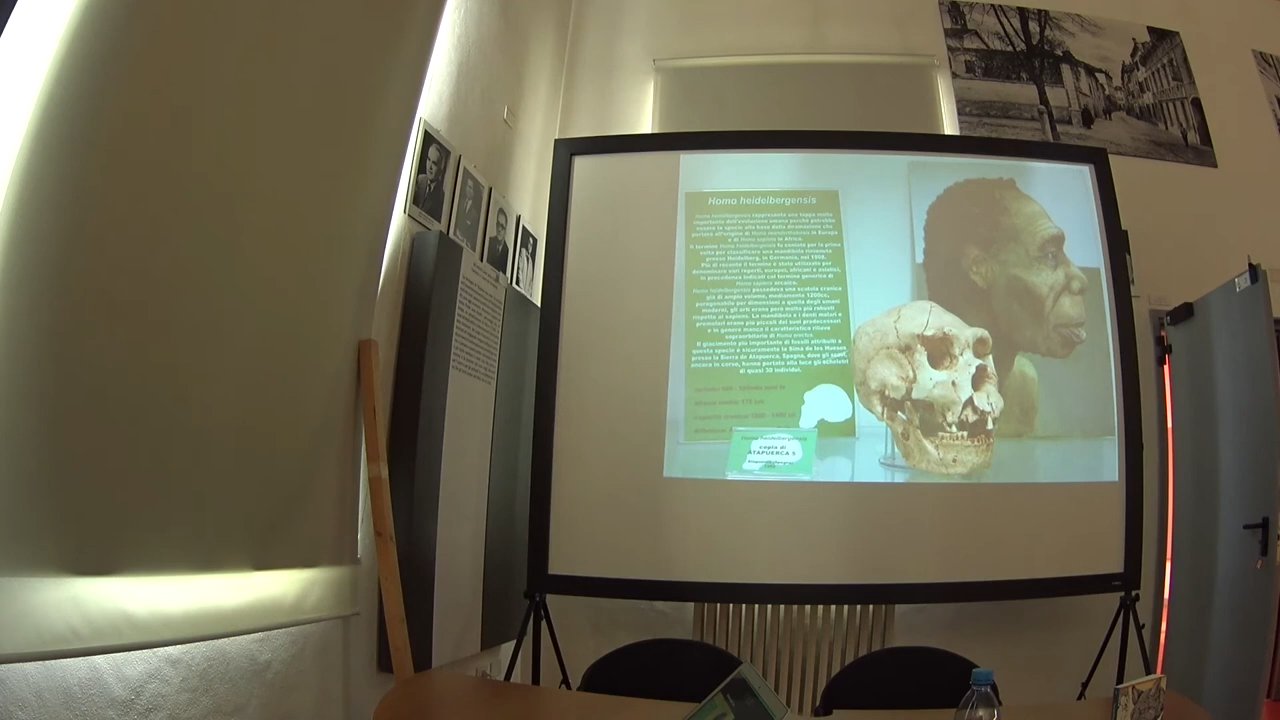 Homo heidelbergensis
Homo heidelbergensis rappresenta una tappa molto
importante dell'evoluzione umana perché potrebbe
essere la specie alla base della diramazione che
porterà all'origine di Homo neanderthalensis in Europa
e di Homo sapiens in Africa.
Il termine Homo heidelbergensis fu coniato per la prima
volta per classificare una mandibola rinvenuta
presso Heidelberg, in Germania, nel 1908.
Più di recente il termine è stato utilizzato per
denominare vari reperti, europei, africani e asiatici,
in precedenza indicati col termine generico di
Homo sapiens arcaico.
Homo heidelbergensis possedeva una scatola cranica
già di ampio volume, mediamente 1200cc,
paragonabile per dimensioni a quella degli umani
moderni, gli arti erano però molto più robusti
rispetto ai sapiens. La mandibola e i denti molari e
premolari erano più piccoli dei suoi predecessori
e in genere manca il caratteristico rilievo
sopraorbitario di Homo erectus.
Il giacimento più importante di fossili attribuiti a
questa specie è sicuramente la Sima de los Huesos
presso la Sierra de Atapuerca, Spagna, dove gli scavi,
ancora in corso, hanno portato alla luce gli scheletri
di quasi 30 individui.
altezza media: 175 cm
Homo heidelbergensis
copia di
ATAPUERCA 5